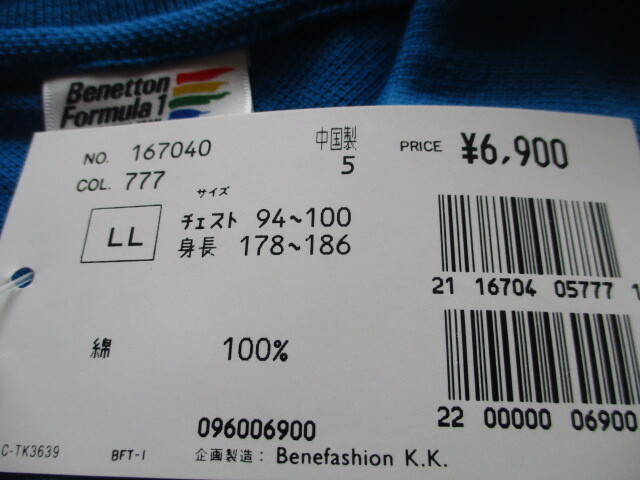 Benetton
Formula 1
NO. 167040
COL. 777
中国製
5
PRICE ¥6,900
サイズ
LL
チェスト 94~100
身長 178~186
21 16704 05777 1
綿 100%
22 00000 06900
096006900
C-TK3639
BFT-I
企画製造: Benefashion K.K.